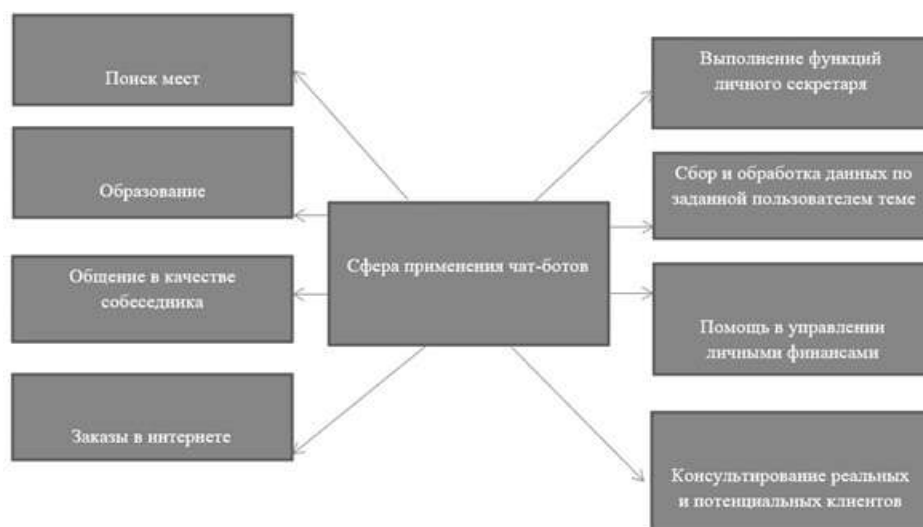 Поиск мест
Образование
Общение в качестве
собеседника
Заказы в интернете
Сфера применения чат-ботов
Выполнение функций
личного секретаря
Сбор и обработка данных по
заданной пользователем теме
Помощь в управлении
личными финансами
Консультирование реальных
и потенциальных клиентов